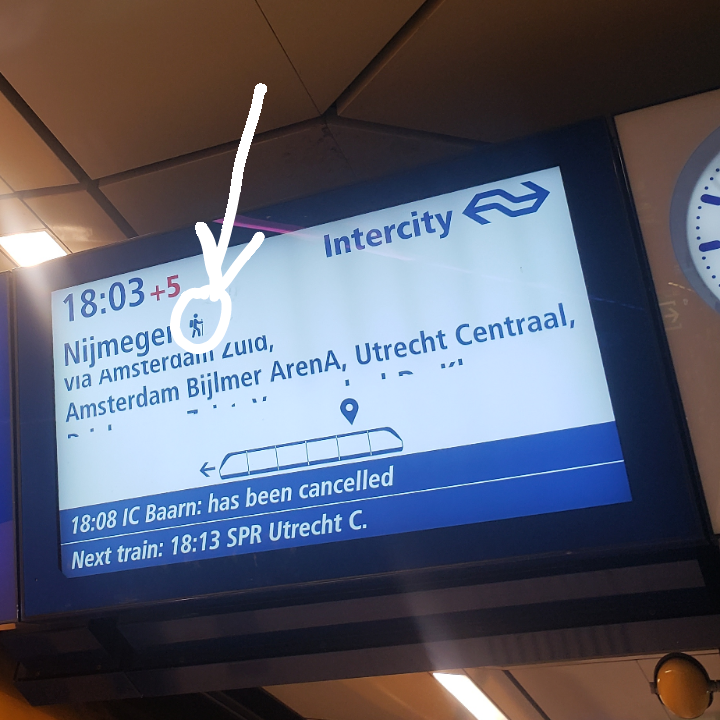 18:03 +5
Intercity
Nijmegen
via Amsterdam Zuid,
Amsterdam Bijlmer ArenA, Utrecht Centraal,
18:08 IC Baarn: has been cancelled
Next train: 18:13 SPR Utrecht C.